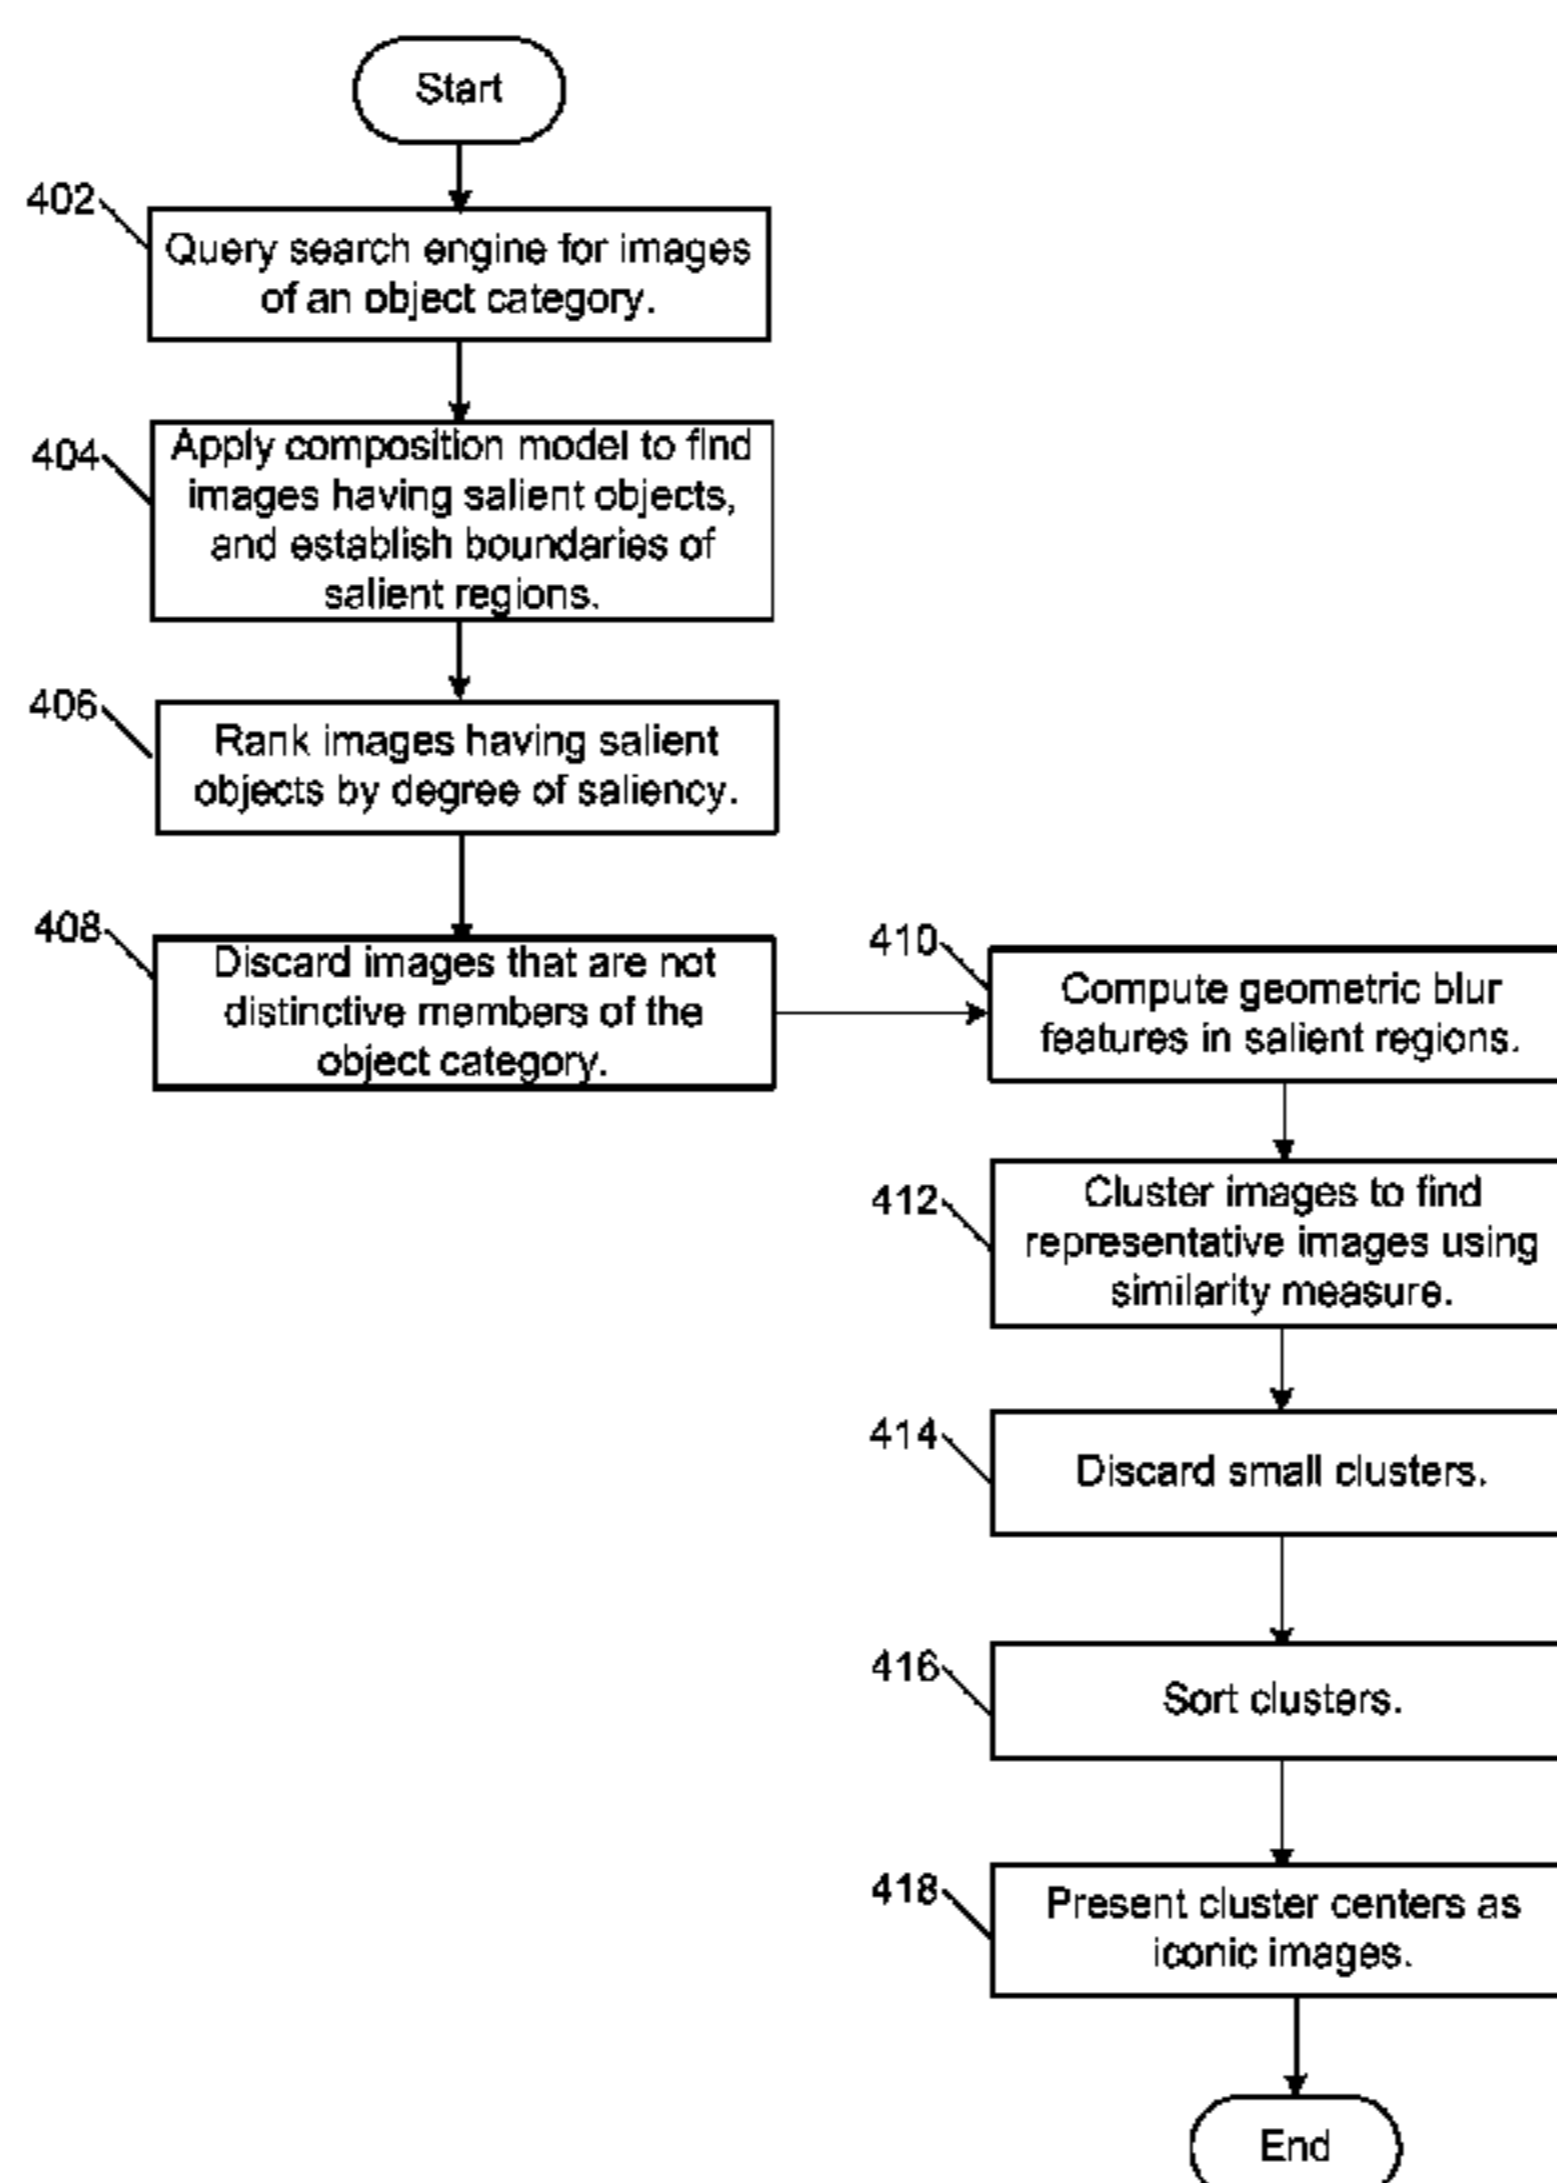 Start
402
Query search engine for images
of an object category.
404
Apply composition model to find
images having salient objects,
and establish boundaries of
salient regions.
406
Rank images having salient
objects by degree of saliency.
408
Discard images that are not
distinctive members of the
object category.
410
Compute geometric blur
features in salient regions.
412
Cluster images to find
representative images using
similarity measure.
414
Discard small clusters.
416
Sort clusters.
418
Present cluster centers as
iconic images.
End